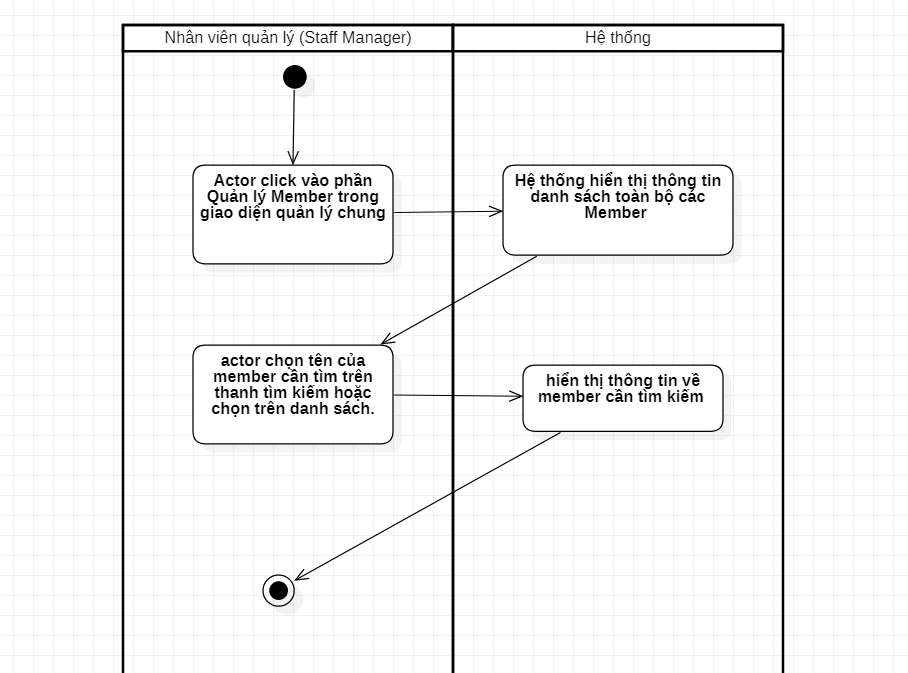 Nhân viên quản lý (Staff Manager)
Hệ thống
Actor click vào phần
Quản lý Member trong
giao diện quản lý chung
Hệ thống hiển thị thông tin
danh sách toàn bộ các
Member
actor chọn tên của
member cần tìm trên
thanh tìm kiếm hoặc
chọn trên danh sách.
hiển thị thông tin về
member cần tìm kiếm